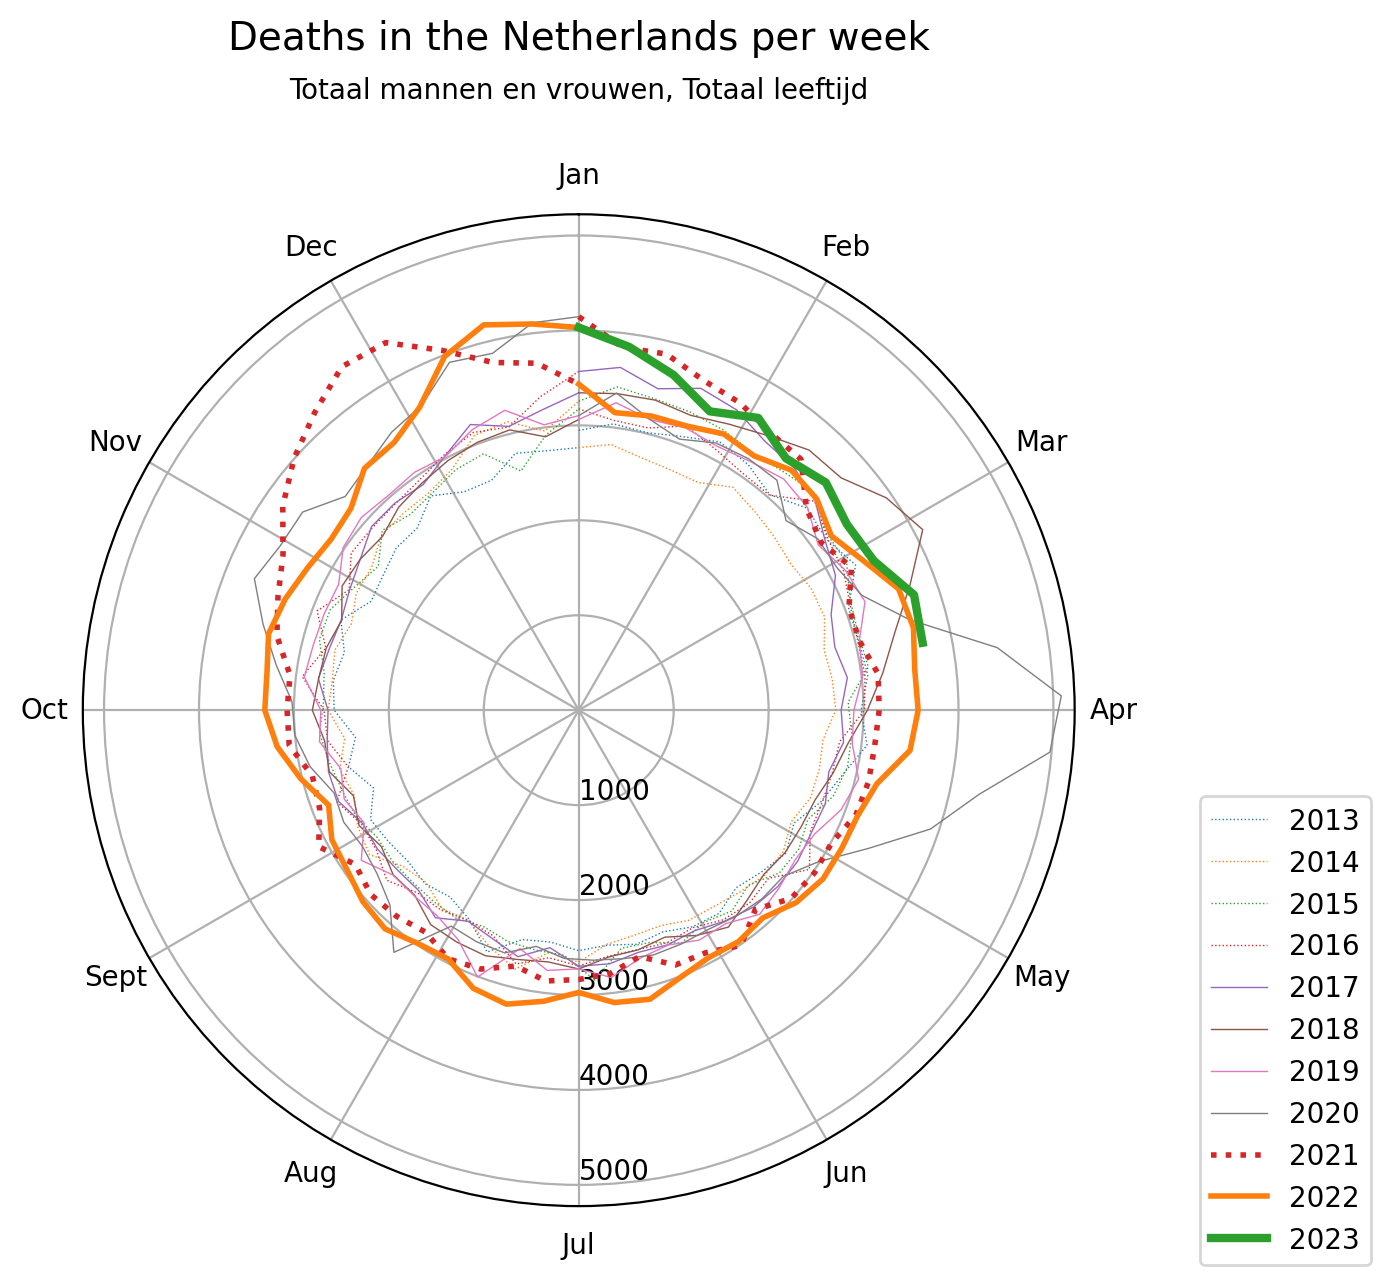 Deaths in the Netherlands per week
Totaal mannen en vrouwen, Totaal leeftijd
Jan
Feb
Mar
Apr
May
Jun
Jul
Aug
Sept
Oct
Nov
Dec
1000
2000
3000
4000
5000
2013
2014
2015
2016
2017
2018
2019
2020
2021
2022
2023